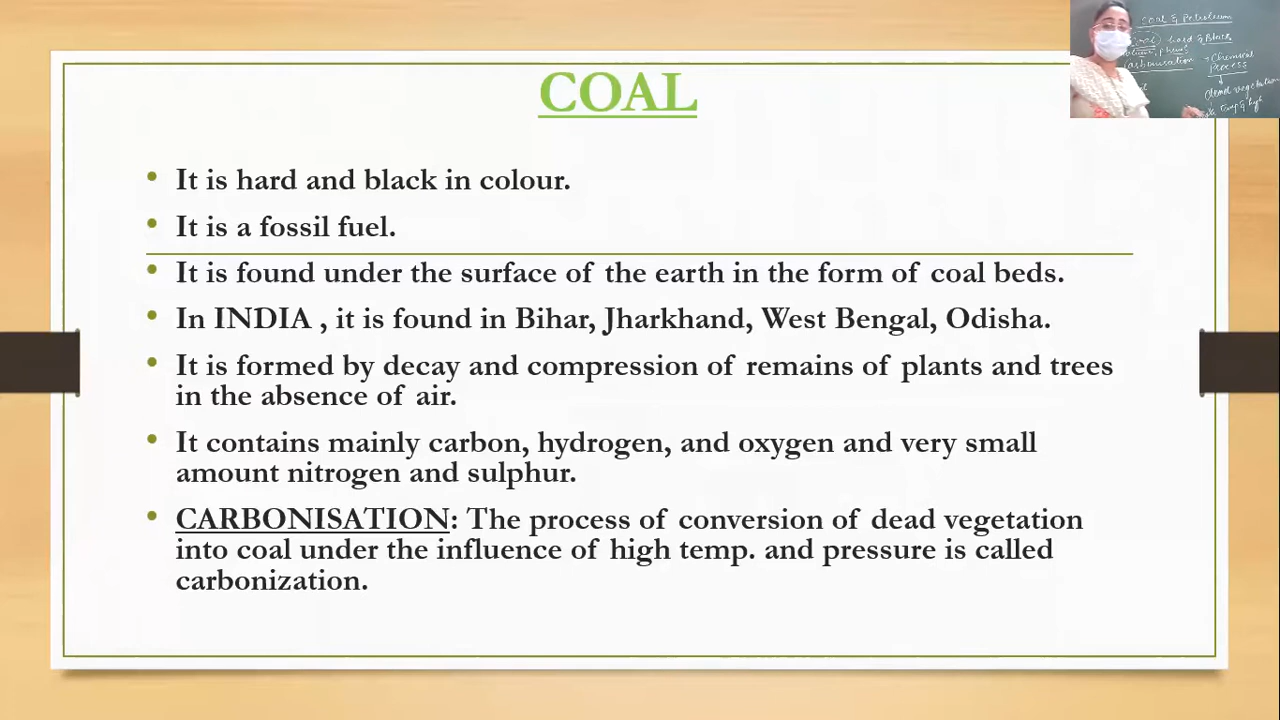 COAL
It is hard and black in colour.
It is a fossil fuel.
It is found under the surface of the earth in the form of coal beds.
In INDIA , it is found in Bihar, Jharkhand, West Bengal, Odisha.
It is formed by decay and compression of remains of plants and trees
in the absence of air.
It contains mainly carbon, hydrogen, and oxygen and very small
amount nitrogen and sulphur.
CARBONISATION: The process of conversion of dead vegetation
into coal under the influence of high temp. and pressure is called
carbonization.
Coal & Petroleum
hard & Black
Chemical
Process
dead vegetation